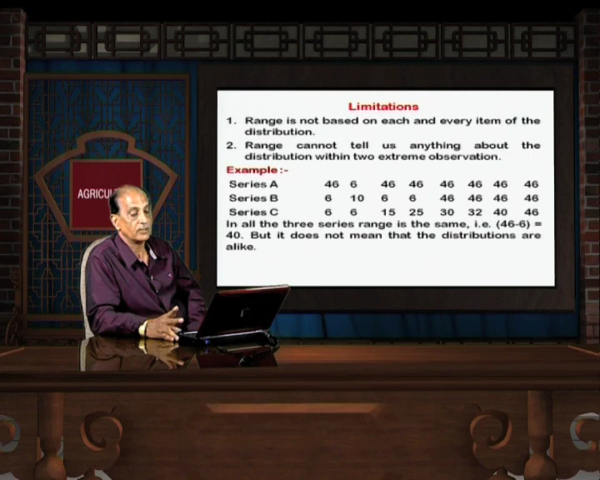 Limitations
1. Range is not based on each and every item of the
distribution.
2. Range cannot tell us anything about the
distribution within two extreme observation.
Example :-
Series A 46 6 46 46 46 46 46 46
Series B 6 10 6 6 46 46 46 46
Series C 6 6 15 25 30 32 40 46
In all the three series range is the same, i.e. (46-6) =
40. But it does not mean that the distributions are
alike.